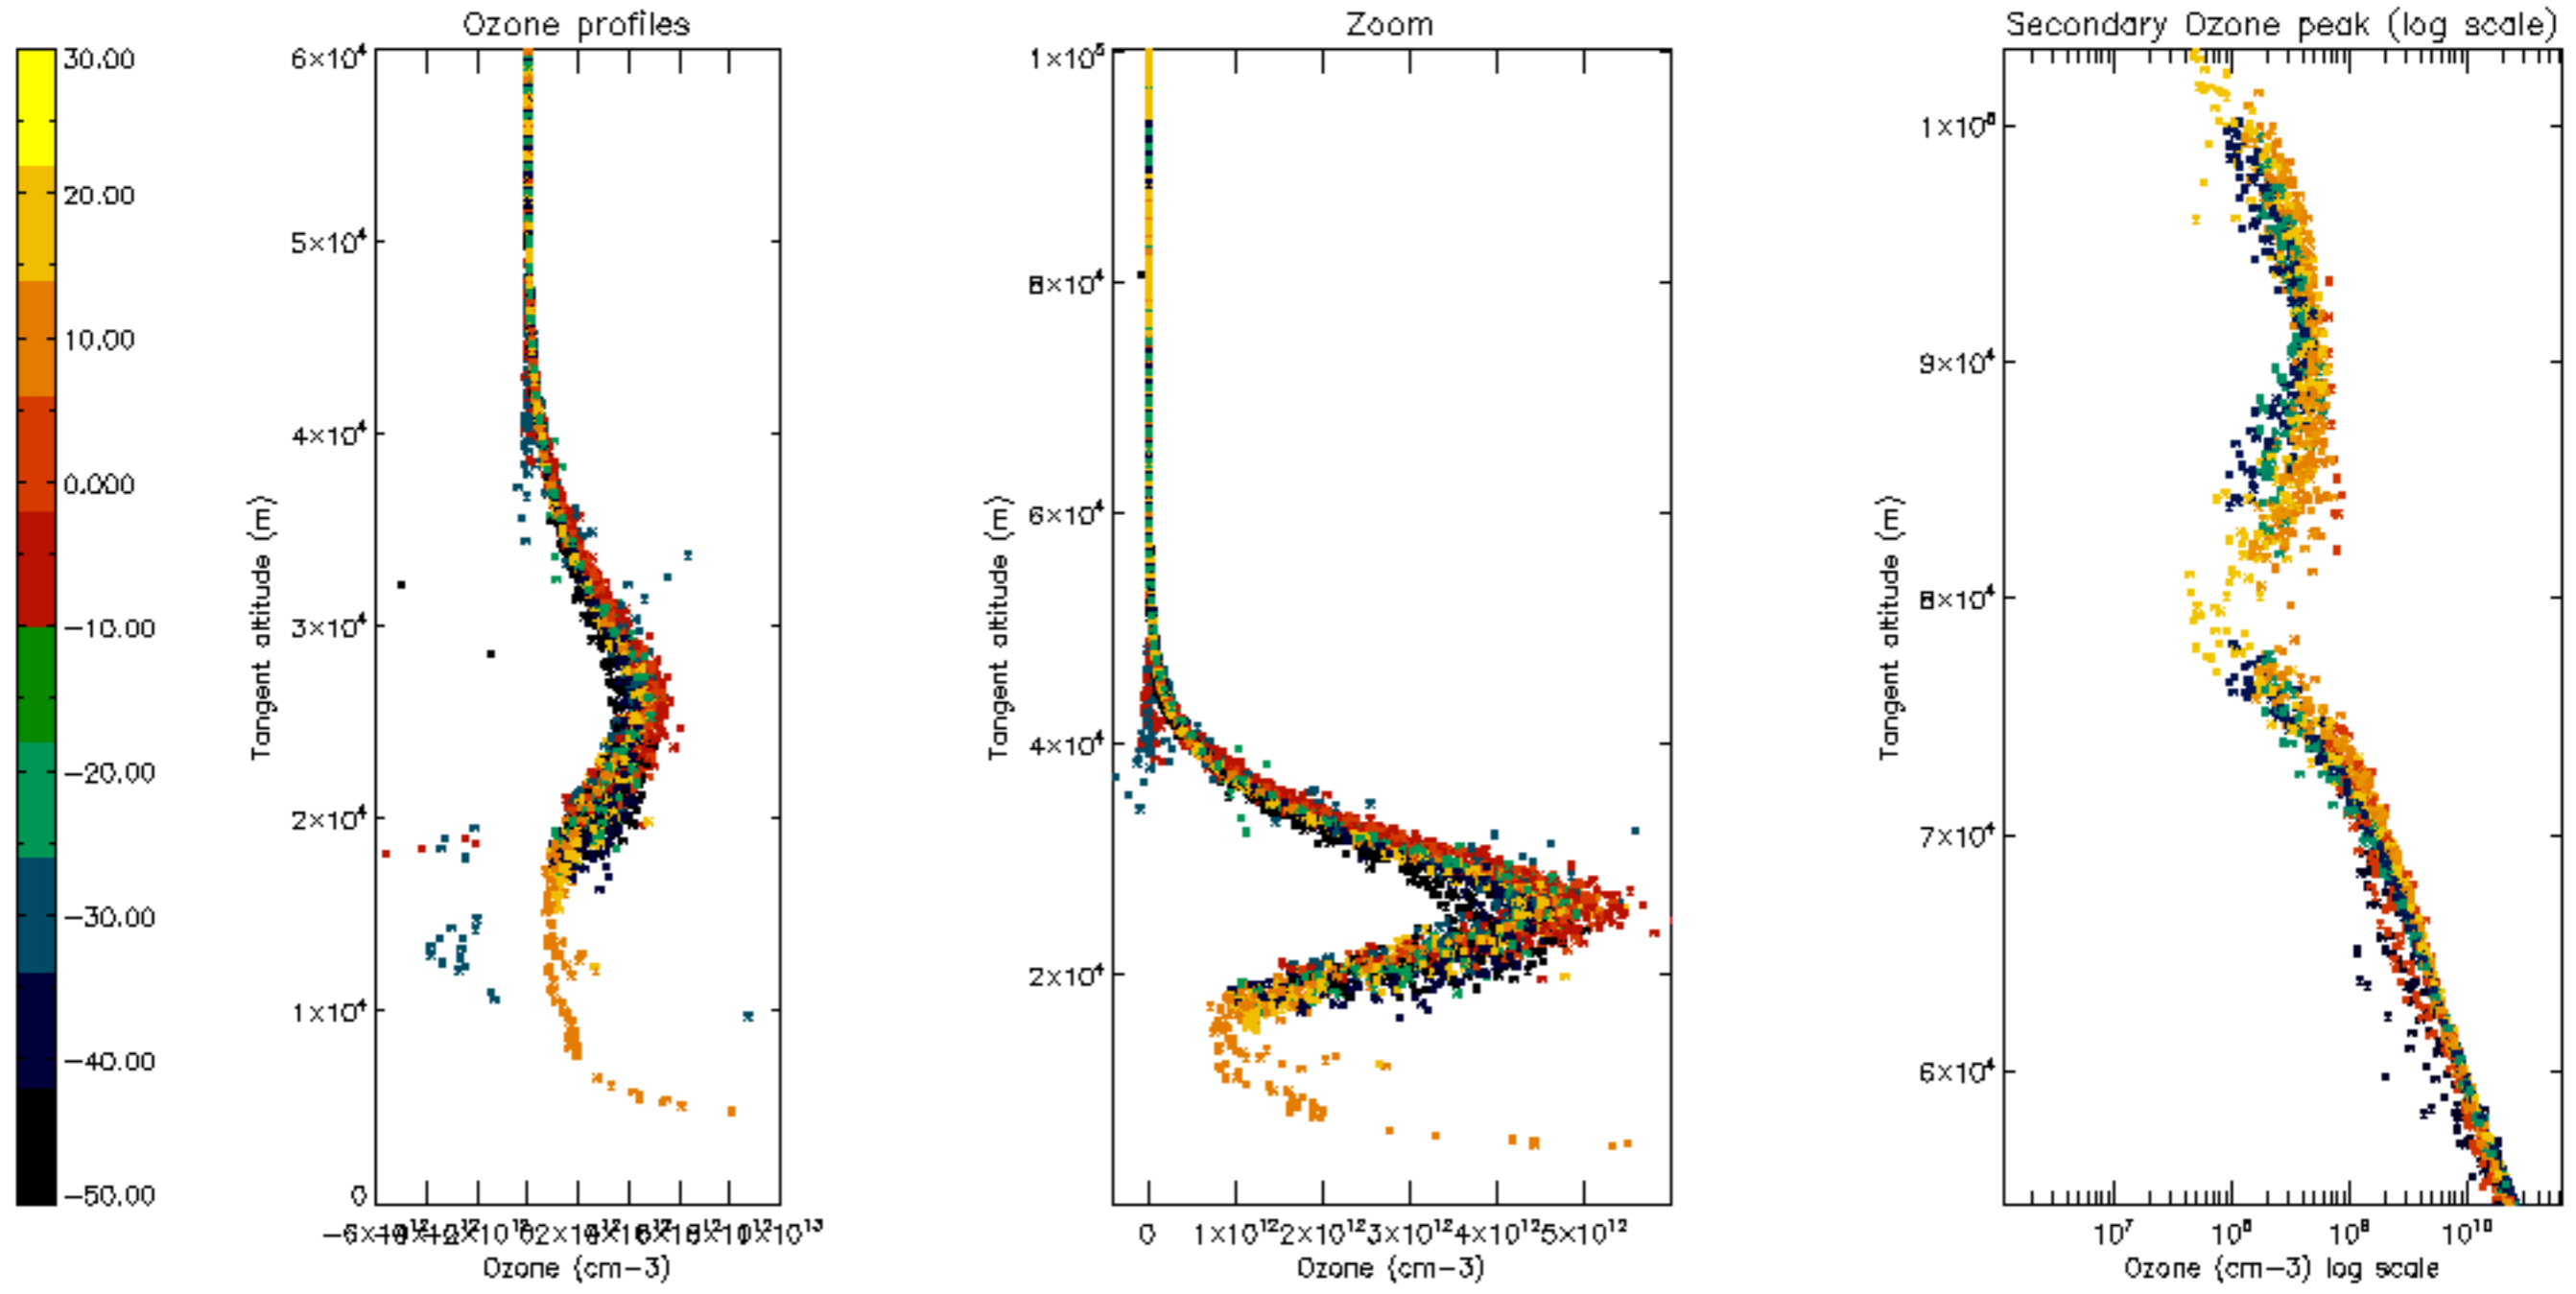 Ozone profiles
Zoom
Secondary Ozone peak (log scale)
30.00
20.00
10.00
0.000
-10.00
-20.00
-30.00
-40.00
-50.00
6×10⁴
5×10⁴
4×10⁴
3×10⁴
2×10⁴
1×10⁴
0
Tangent altitude (m)
Ozone (cm-3)
1×10⁵
8×10⁴
6×10⁴
4×10⁴
2×10⁴
Tangent altitude (m)
0 1×10¹² 2×10¹² 3×10¹² 4×10¹² 5×10¹²
Ozone (cm-3)
1×10⁵
9×10⁴
8×10⁴
7×10⁴
6×10⁴
Tangent altitude (m)
10⁷ 10⁸ 10⁹ 10¹⁰
Ozone (cm-3) log scale